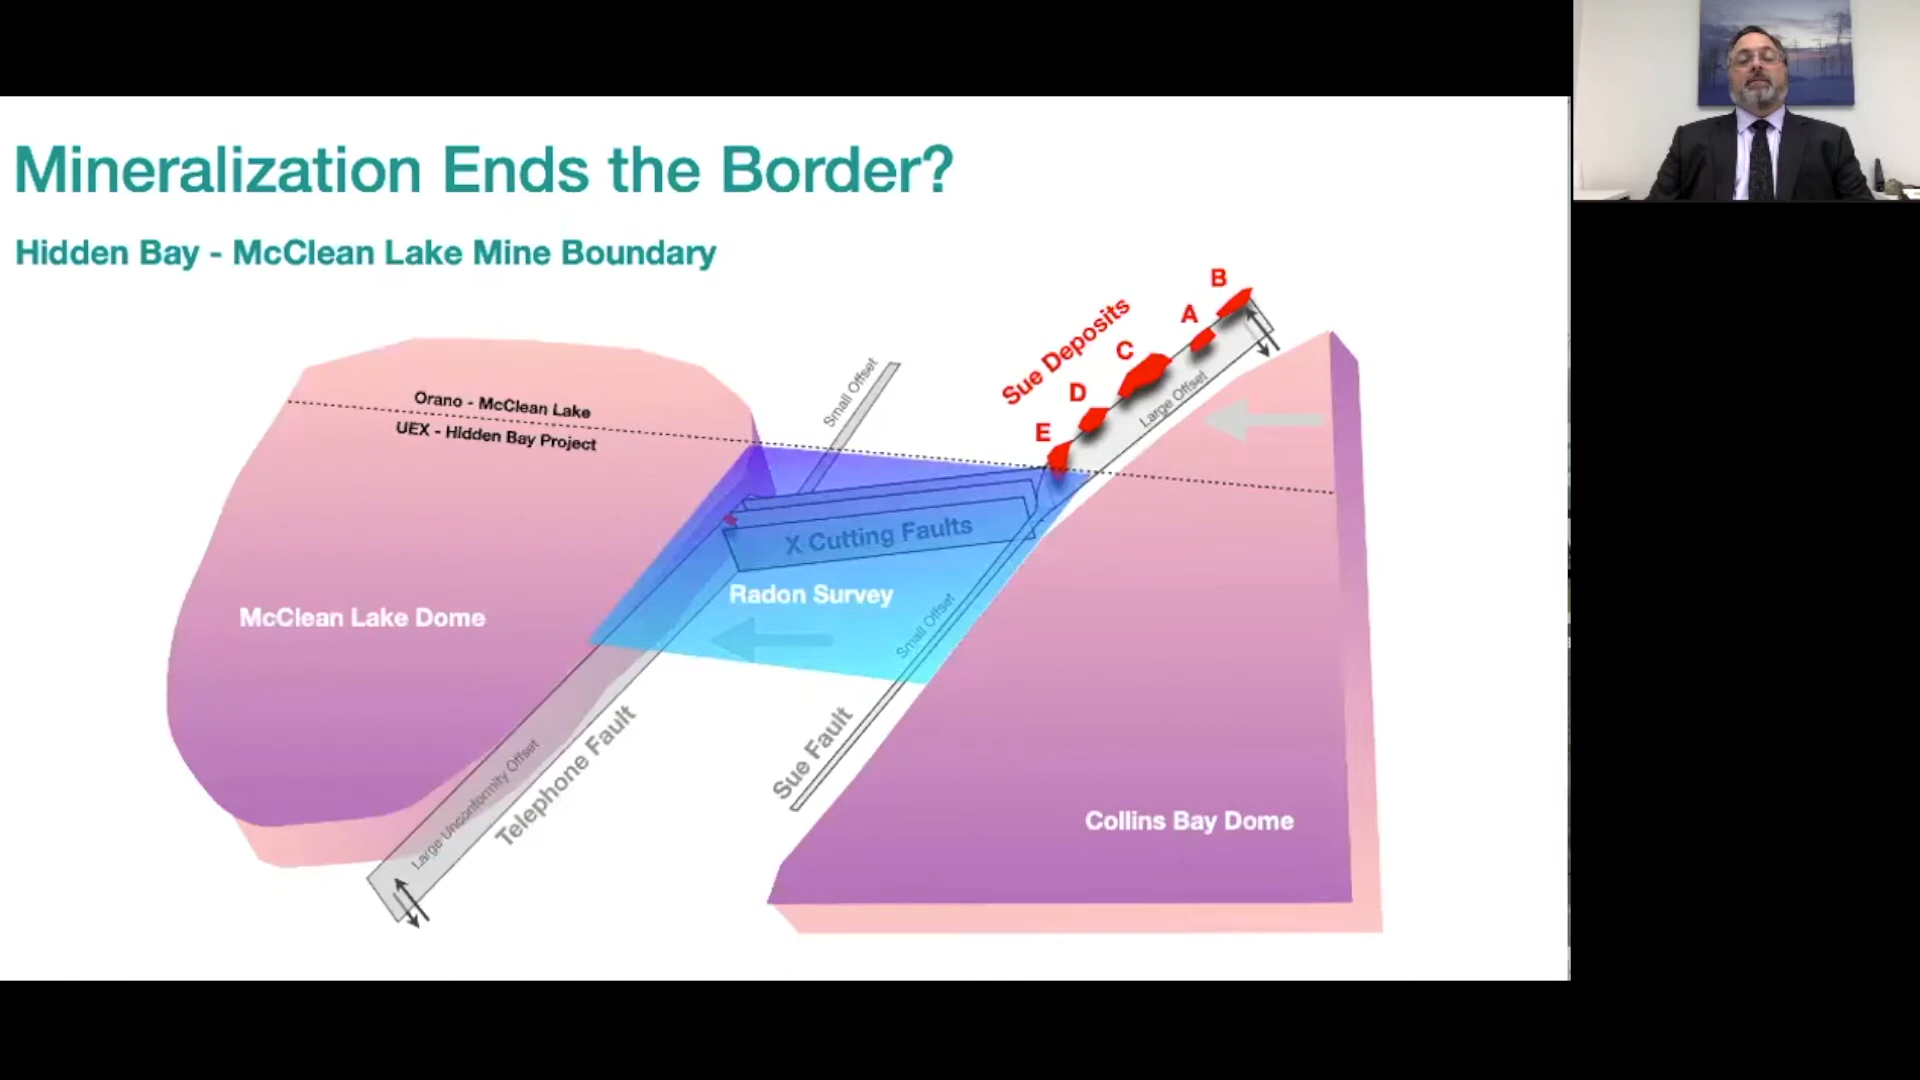 Mineralization Ends the Border?
Hidden Bay - McClean Lake Mine Boundary
B
A
Sue Deposits
C
D
E
Small Offset
Large Offset
Orano - McClean Lake
UEX - Hidden Bay Project
X Cutting Faults
Radon Survey
McClean Lake Dome
Small Offset
Sue Fault
Telephone Fault
Large Unconformity Offset
Collins Bay Dome